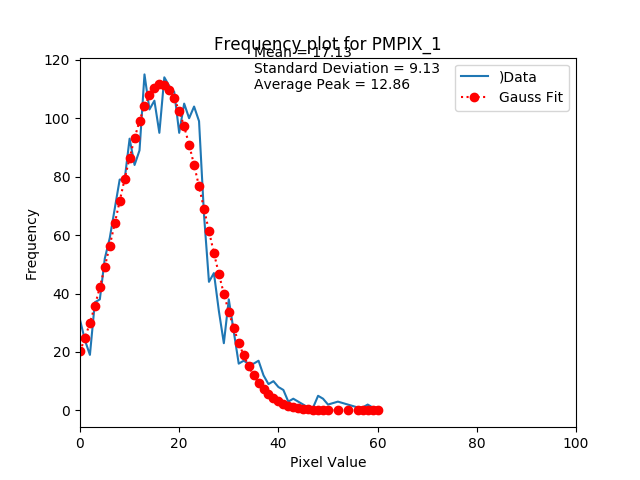 Frequency plot for PMPIX_1
Mean = 17.13
Standard Deviation = 9.13
Average Peak = 12.86
)Data
Gauss Fit
Frequency
120
100
80
60
40
20
0
0 20 40 60 80 100
Pixel Value